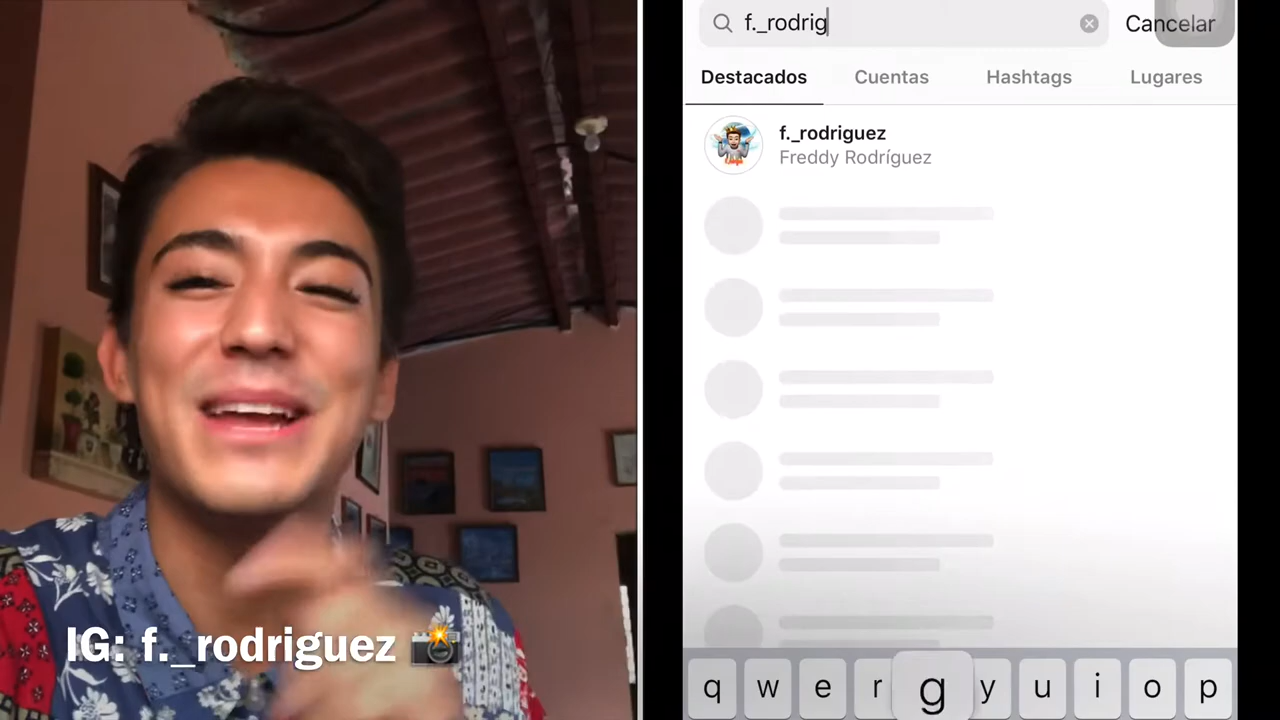 IG: f._rodriguez
f._rodrig
Cancelar
Destacados
Cuentas
Hashtags
Lugares
f._rodriguez
Freddy Rodríguez
q w e r g y u i o p